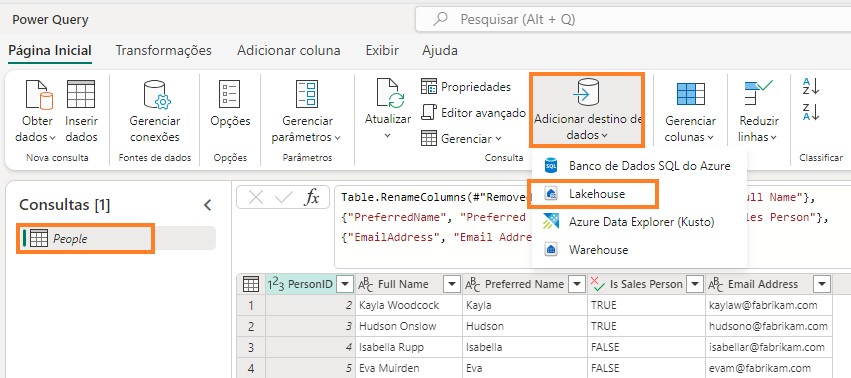 Power Query
Pesquisar (Alt + Q)
Página Inicial
Transformações
Adicionar coluna
Exibir
Ajuda
Obter dados
Inserir dados
Nova consulta
Gerenciar conexões
Fontes de dados
Opções
Opções
Gerenciar parâmetros
Parâmetros
Atualizar
Propriedades
Editor avançado
Gerenciar
Consulta
Adicionar destino de dados
Gerenciar colunas
Reduzir linhas
Classificar
Banco de Dados SQL do Azure
Lakehouse
Azure Data Explorer (Kusto)
Warehouse
Consultas [1]
People
fx
Table.RenameColumns(#"Removed ull Name"},
{"PreferredName", "Preferred les Person"},
{"EmailAddress", "Email Addre
PersonID Full Name Preferred Name Is Sales Person Email Address
1 2 Kayla Woodcock Kayla TRUE kaylaw@fabrikam.com
2 3 Hudson Onslow Hudson TRUE hudsono@fabrikam.com
3 4 Isabella Rupp Isabella FALSE isabellar@fabrikam.com
4 5 Eva Muirden Eva FALSE evam@fabrikam.com